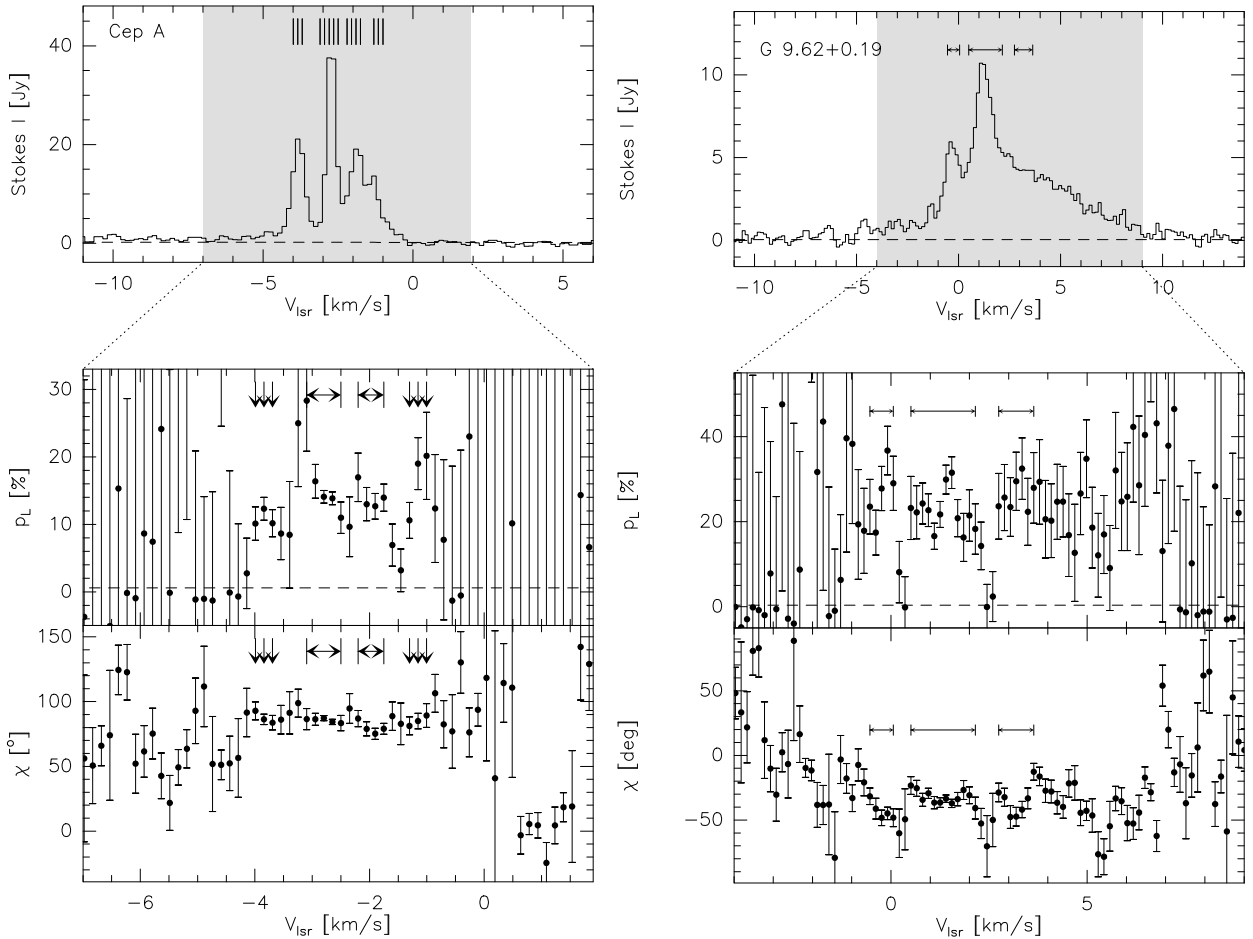 Cep A
Stokes I [Jy]
40
20
0
−10
−5
0
5
V_lsr [km/s]
G 9.62+0.19
Stokes I [Jy]
10
5
0
−10
−5
0
5
10
V_lsr [km/s]
p_L [%]
30
20
10
0
χ [°]
150
100
50
0
−6
−4
−2
0
V_lsr [km/s]
p_L [%]
40
20
0
χ [deg]
50
0
−50
0
5
V_lsr [km/s]